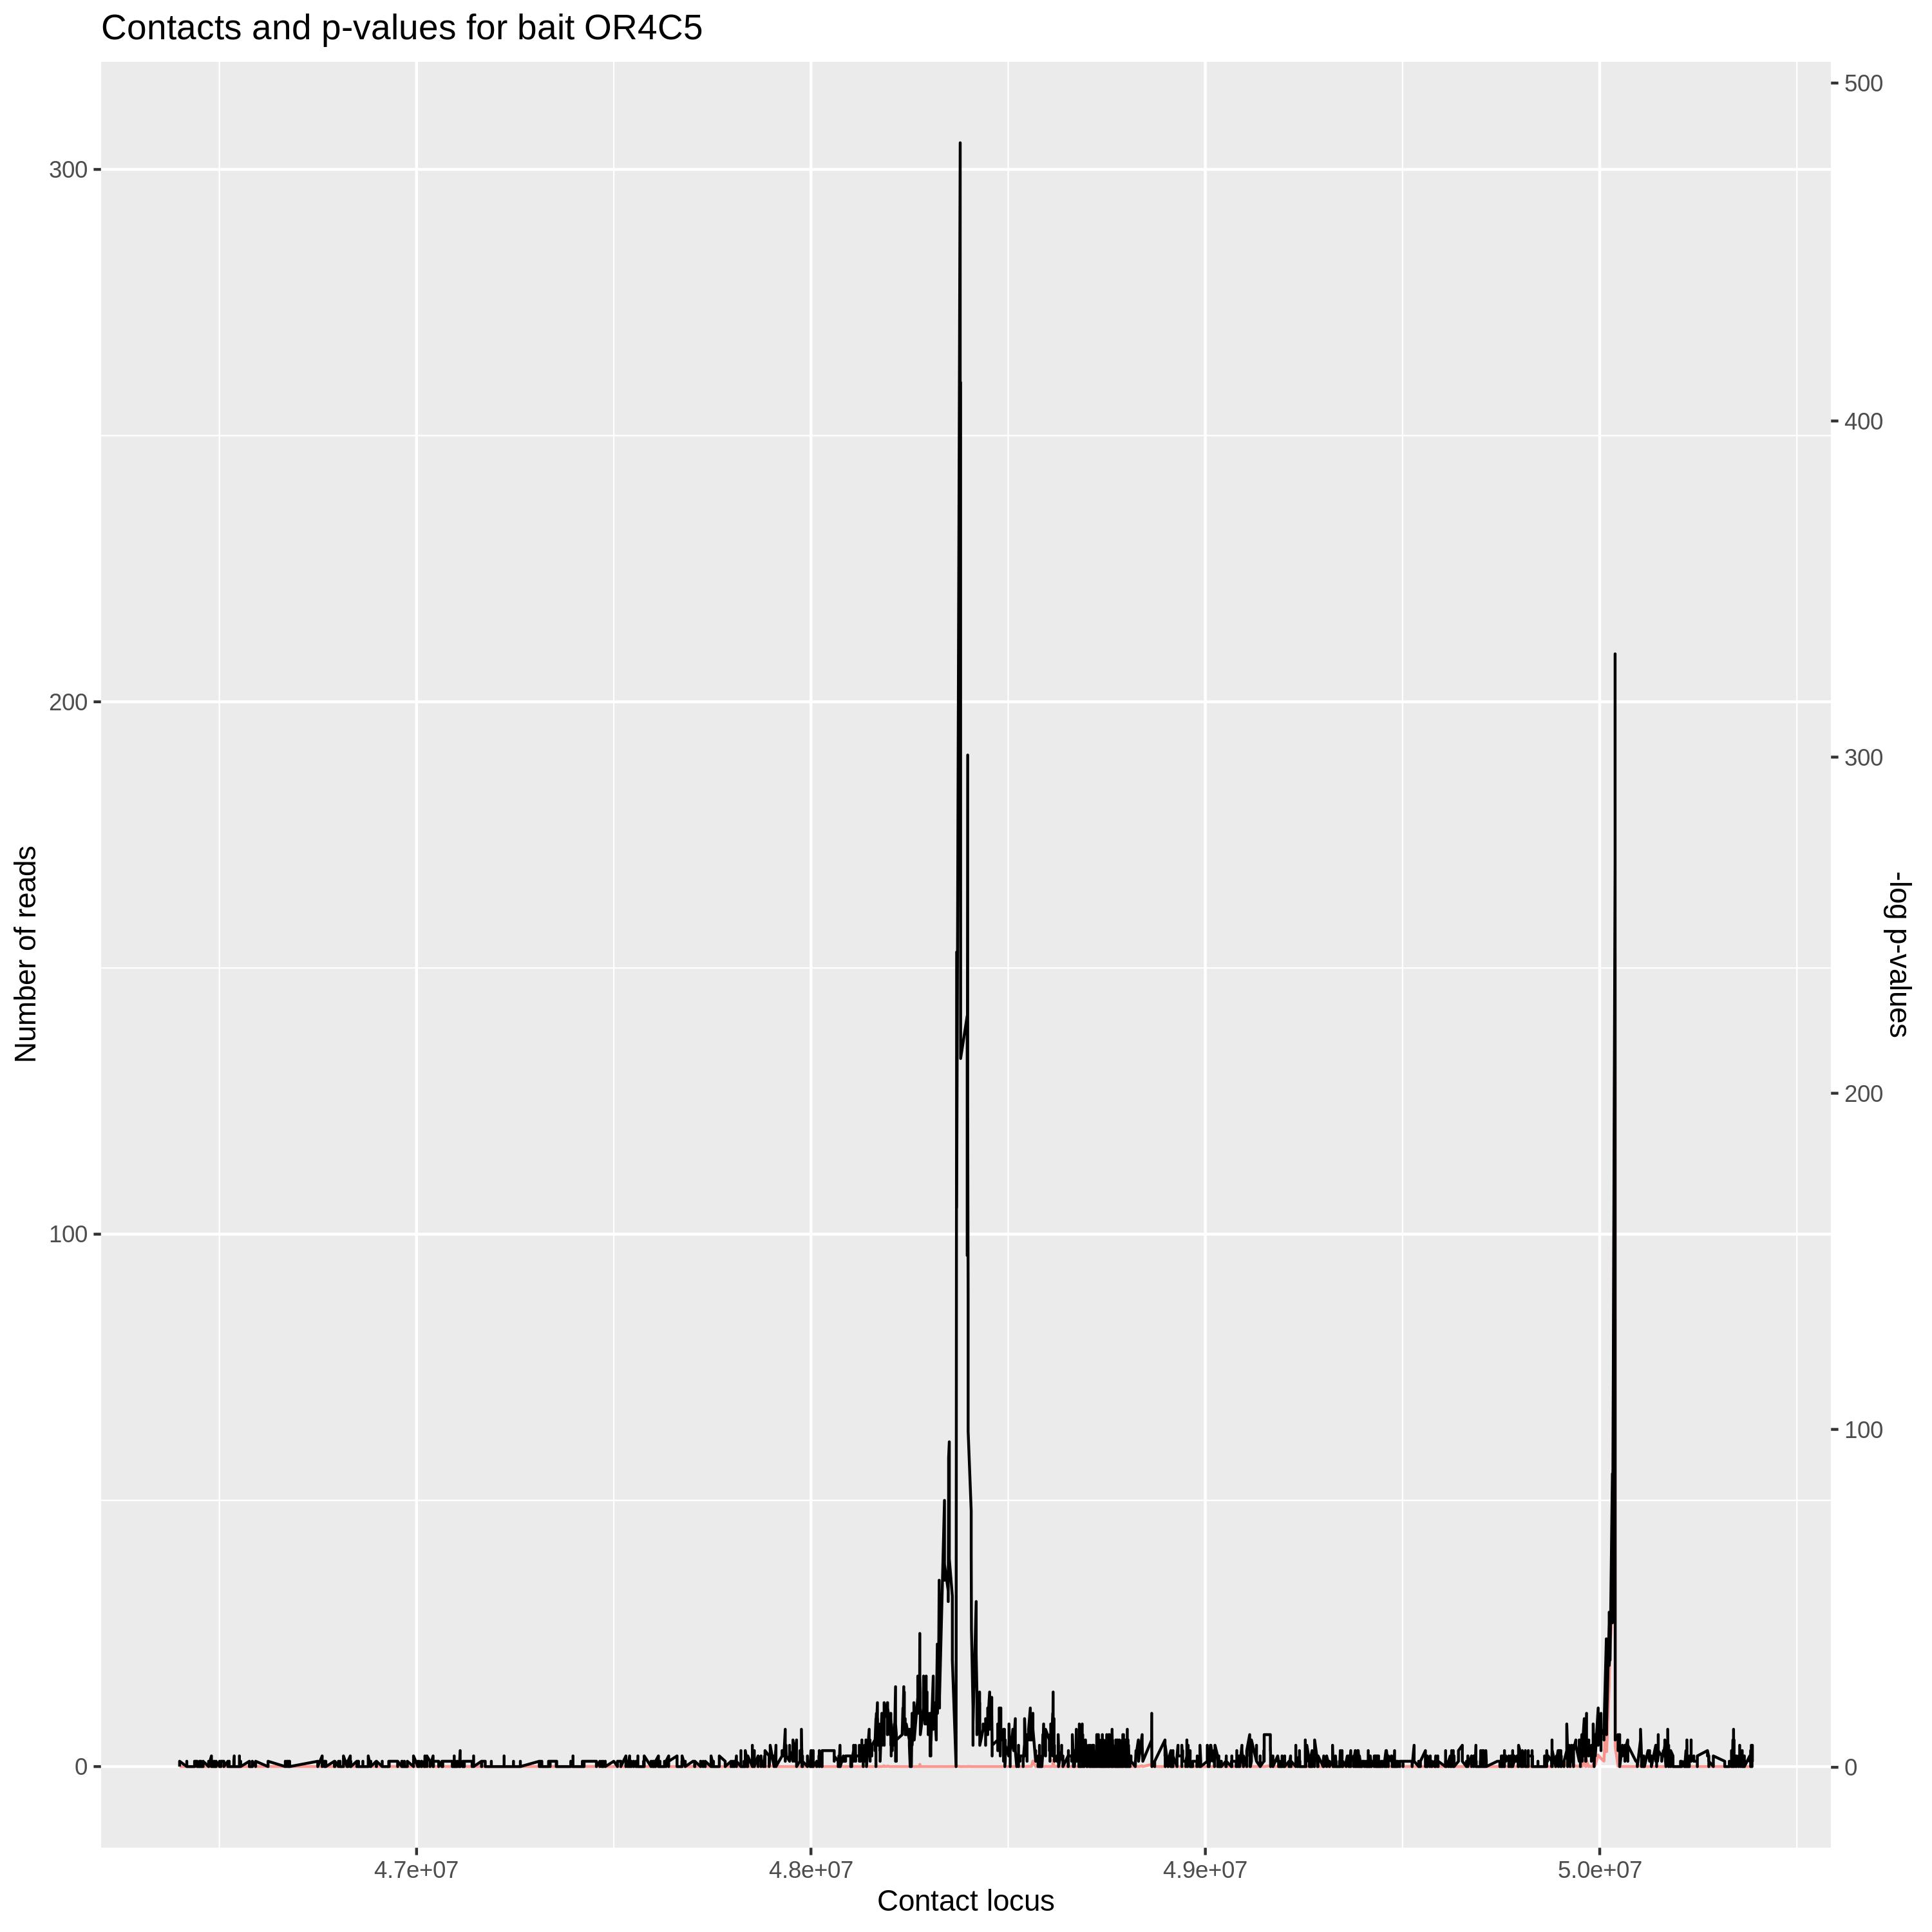 Contacts and p-values for bait OR4C5
300
200
100
0
Number of reads
500
400
300
200
100
0
-log p-values
4.7e+07
4.8e+07
4.9e+07
5.0e+07
Contact locus